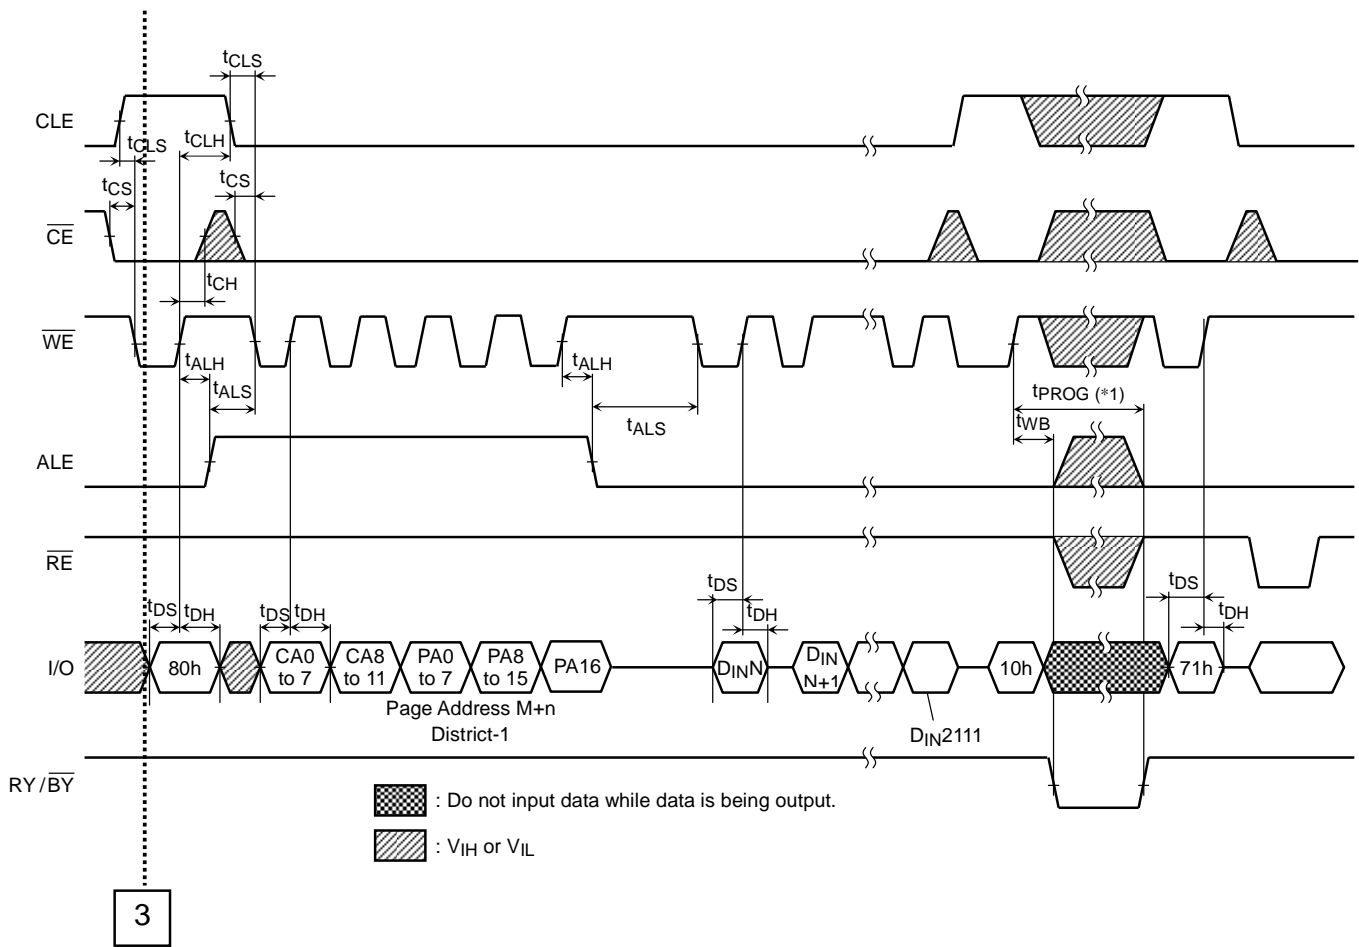 tCLS
CLE
tCLS tCLH
tCS tCS
CE
tCH
WE
tALH tALH
tALS tPROG (*1)
tALS tWB
ALE
RE
tDS tDH tDS tDH tDS tDH tDS tDH
I/O 80h CA0 to 7 CA8 to 11 PA0 to 7 PA8 to 15 PA16 DINN DIN N+1 10h 71h
Page Address M+n
District-1
DIN2111
RY/BY
: Do not input data while data is being output.
: VIH or VIL
3